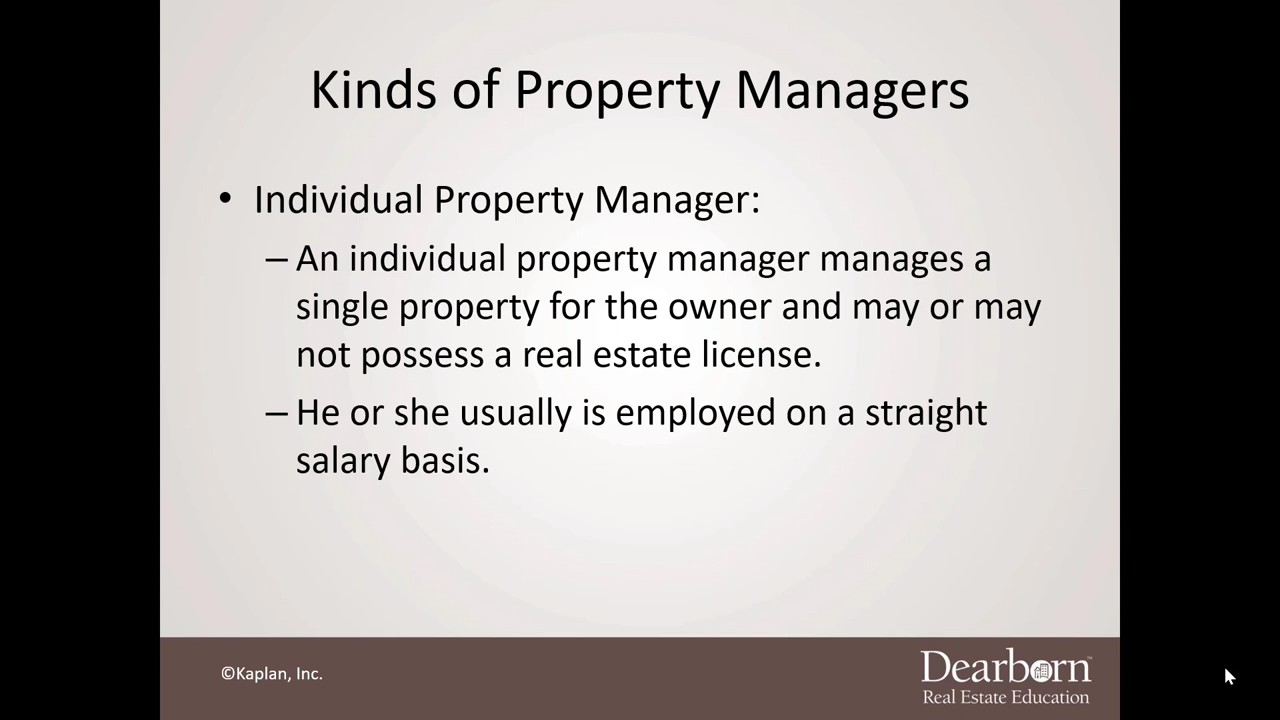 Kinds of Property Managers
• Individual Property Manager:
– An individual property manager manages a
single property for the owner and may or may
not possess a real estate license.
– He or she usually is employed on a straight
salary basis.
©Kaplan, Inc.
Dearborn™
Real Estate Education